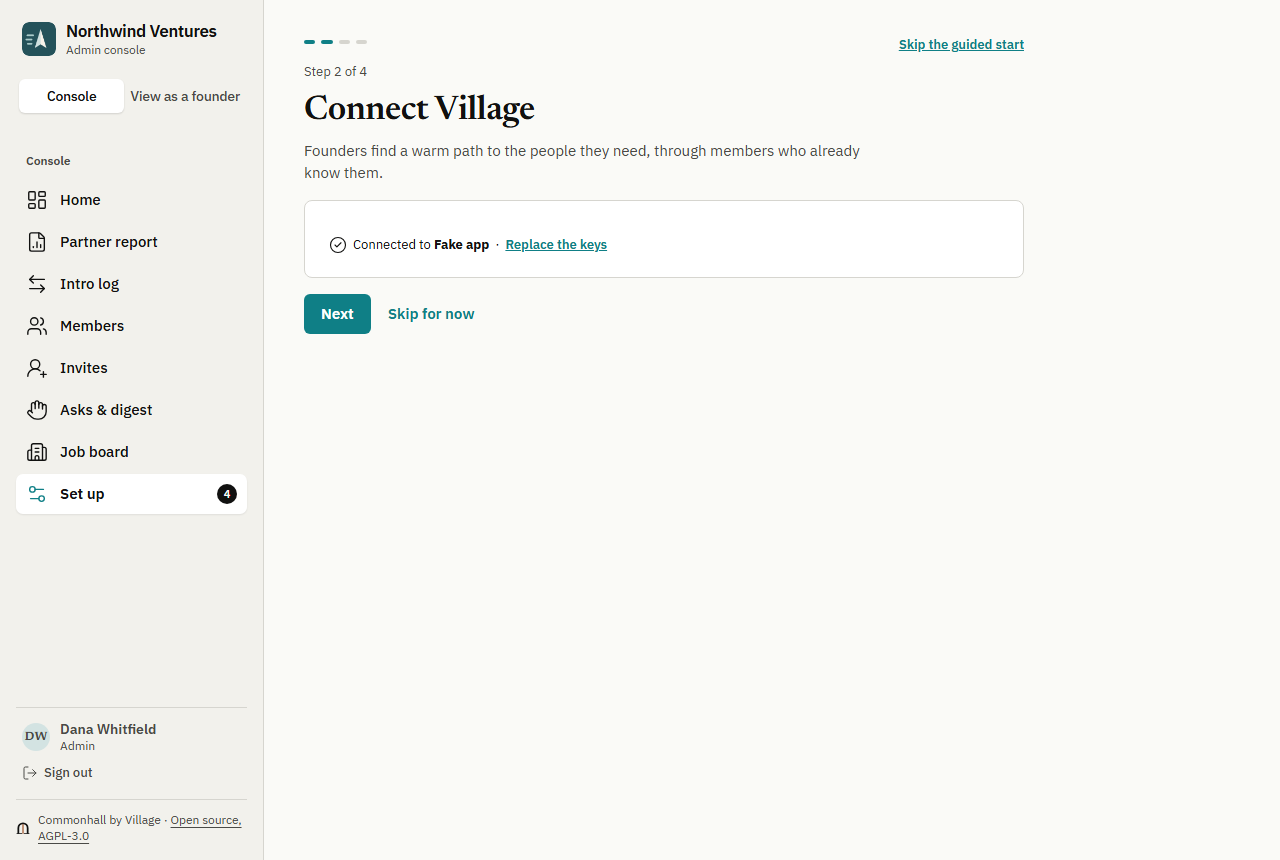 Northwind Ventures
Admin console
Console
View as a founder
Console
Home
Partner report
Intro log
Members
Invites
Asks & digest
Job board
Set up
4
DW
Dana Whitfield
Admin
Sign out
Commonhall by Village · Open source,
AGPL-3.0
Skip the guided start
Step 2 of 4
Connect Village
Founders find a warm path to the people they need, through members who already
know them.
Connected to Fake app · Replace the keys
Next
Skip for now